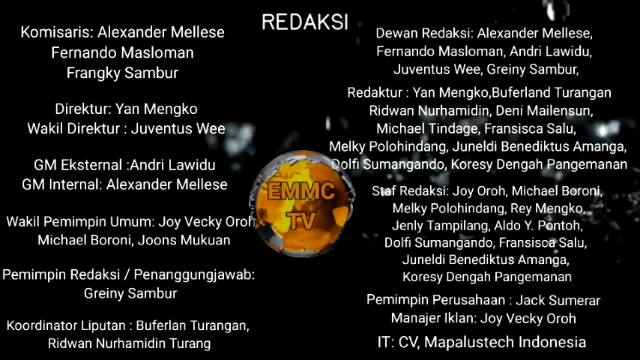 REDAKSI
Komisaris: Alexander Mellese
Fernando Masloman
Frangky Sambur
Direktur: Yan Mengko
Wakil Direktur : Juventus Wee
GM Eksternal :Andri Lawidu
GM Internal: Alexander Mellese
Wakil Pemimpin Umum: Joy Vecky Oroh
Michael Boroni, Joons Mukuan
Pemimpin Redaksi / Penanggungjawab:
Greiny Sambur
Koordinator Liputan : Buferlan Turangan,
Ridwan Nurhamidin Turang
EMMC
TV
Dewan Redaksi: Alexander Mellese,
Fernando Masloman, Andri Lawidu,
Juventus Wee, Greiny Sambur,
Redaktur : Yan Mengko,Buferland Turangan
Ridwan Nurhamidin, Deni Mailensun,
Michael Tindage, Fransisca Salu,
Melky Polohindang, Juneldi Benediktus Amanga,
Dolfi Sumangando, Koresy Dengah Pangemanan
Staf Redaksi: Joy Oroh, Michael Boroni,
Melky Polohindang, Rey Mengko,
Jenly Tampilang, Aldo Y. Pontoh,
Dolfi Sumangando, Fransisca Salu,
Juneldi Benediktus Amanga,
Koresy Dengah Pangemanan
Pemimpin Perusahaan : Jack Sumerar
Manajer Iklan: Joy Vecky Oroh
IT: CV, Mapalustech Indonesia